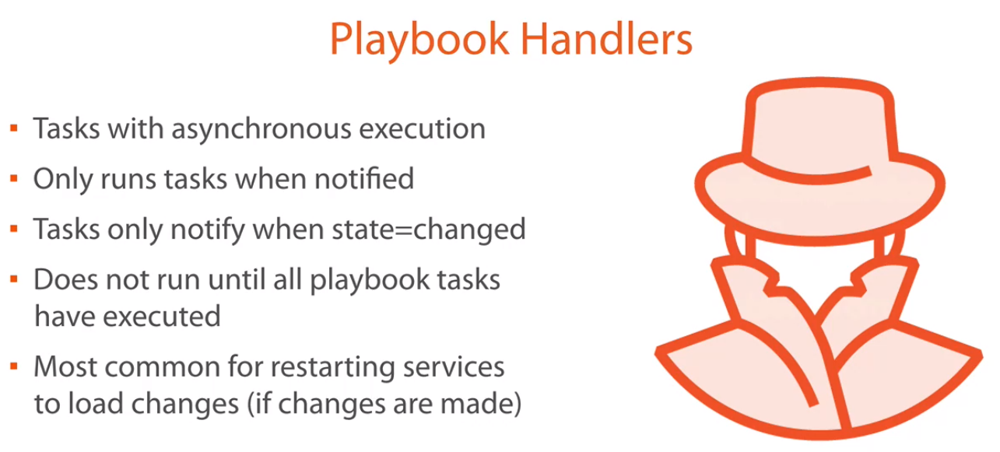 Playbook Handlers
▪ Tasks with asynchronous execution
▪ Only runs tasks when notified
▪ Tasks only notify when state=changed
▪ Does not run until all playbook tasks
have executed
▪ Most common for restarting services
to load changes (if changes are made)